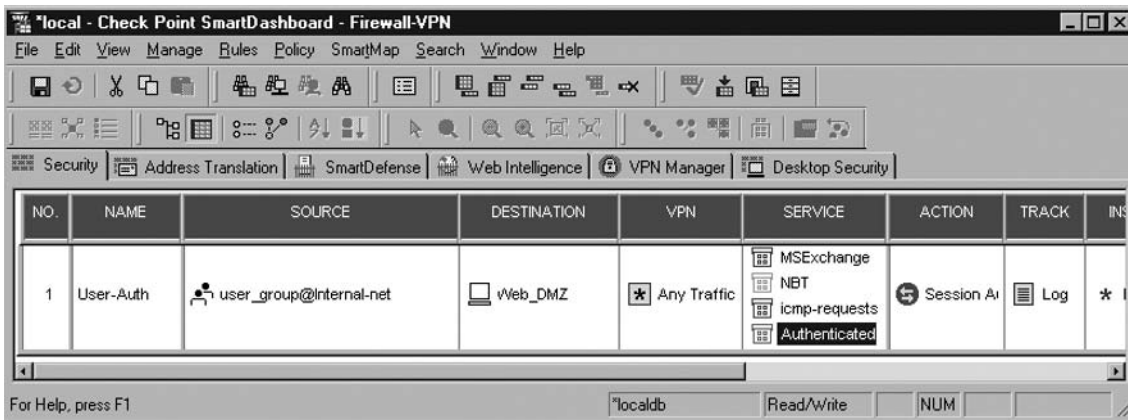 *local - Check Point SmartDashboard - Firewall-VPN
File Edit View Manage Rules Policy SmartMap Search Window Help
Security Address Translation SmartDefense Web Intelligence VPN Manager Desktop Security
NO. NAME SOURCE DESTINATION VPN SERVICE ACTION TRACK INS
1 User-Auth user_group@Internal-net Web_DMZ * Any Traffic MSExchange Session Au Log *
NBT
icmp-requests
Authenticated
For Help, press F1 *localdb Read/Write NUM